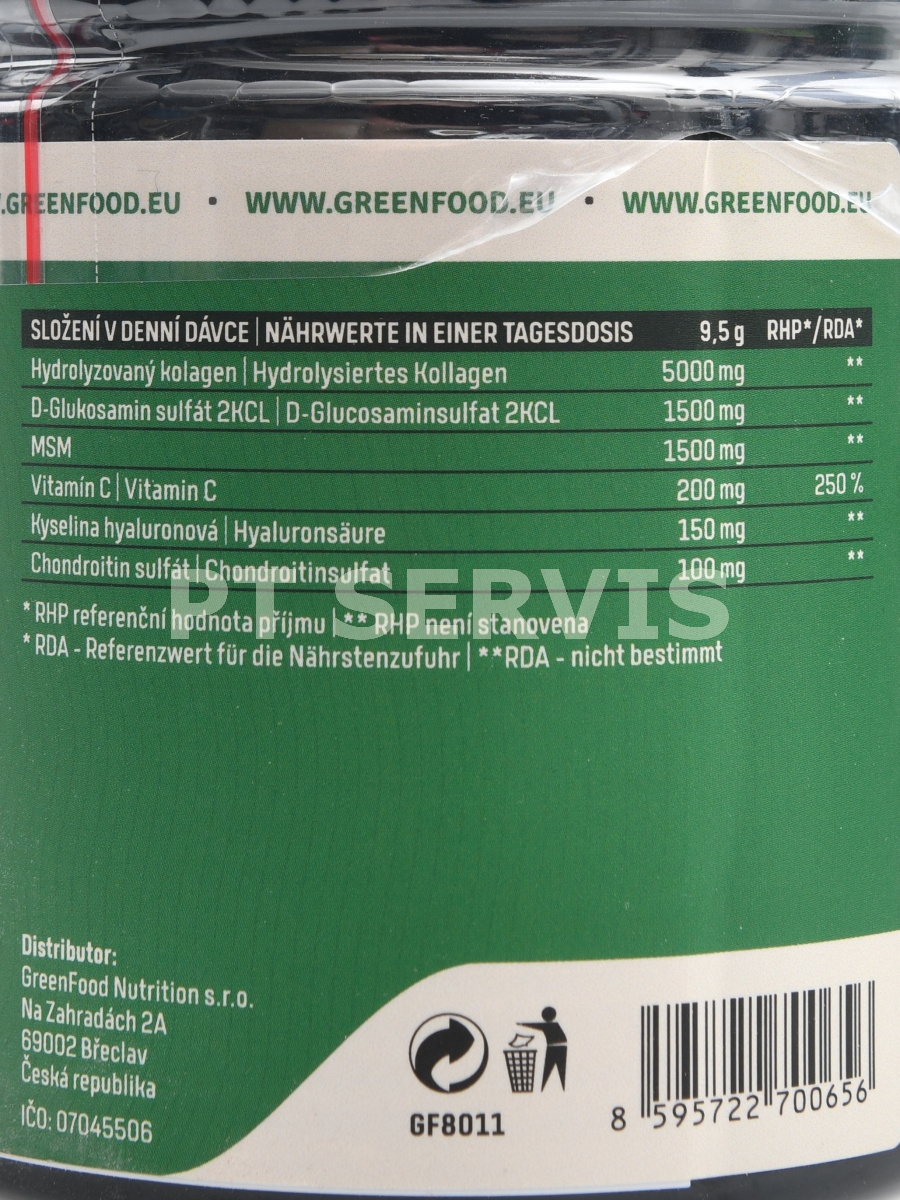 .GREENFOOD.EU • WWW.GREENFOOD.EU • WWW.GREENFOOD.EU
SLOŽENÍ V DENNÍ DÁVCE | NÄHRWERTE IN EINER TAGESDOSIS 9,5 g RHP*/RDA*
Hydrolyzovaný kolagen | Hydrolysiertes Kollagen 5000 mg **
D-Glukosamin sulfát 2KCL | D-Glucosaminsulfat 2KCL 1500 mg **
MSM 1500 mg **
Vitamín C | Vitamin C 200 mg 250 %
Kyselina hyaluronová | Hyaluronsäure 150 mg **
Chondroitin sulfát | Chondroitinsulfat 100 mg **
PT SERVIS
* RHP referenční hodnota příjmu | ** RHP není stanovena
* RDA - Referenzwert für die Nährstenzufuhr | **RDA - nicht bestimmt
Distributor:
GreenFood Nutrition s.r.o.
Na Zahradách 2A
69002 Břeclav
Česká republika
IČO: 07045506
GF8011
8 595722 700656